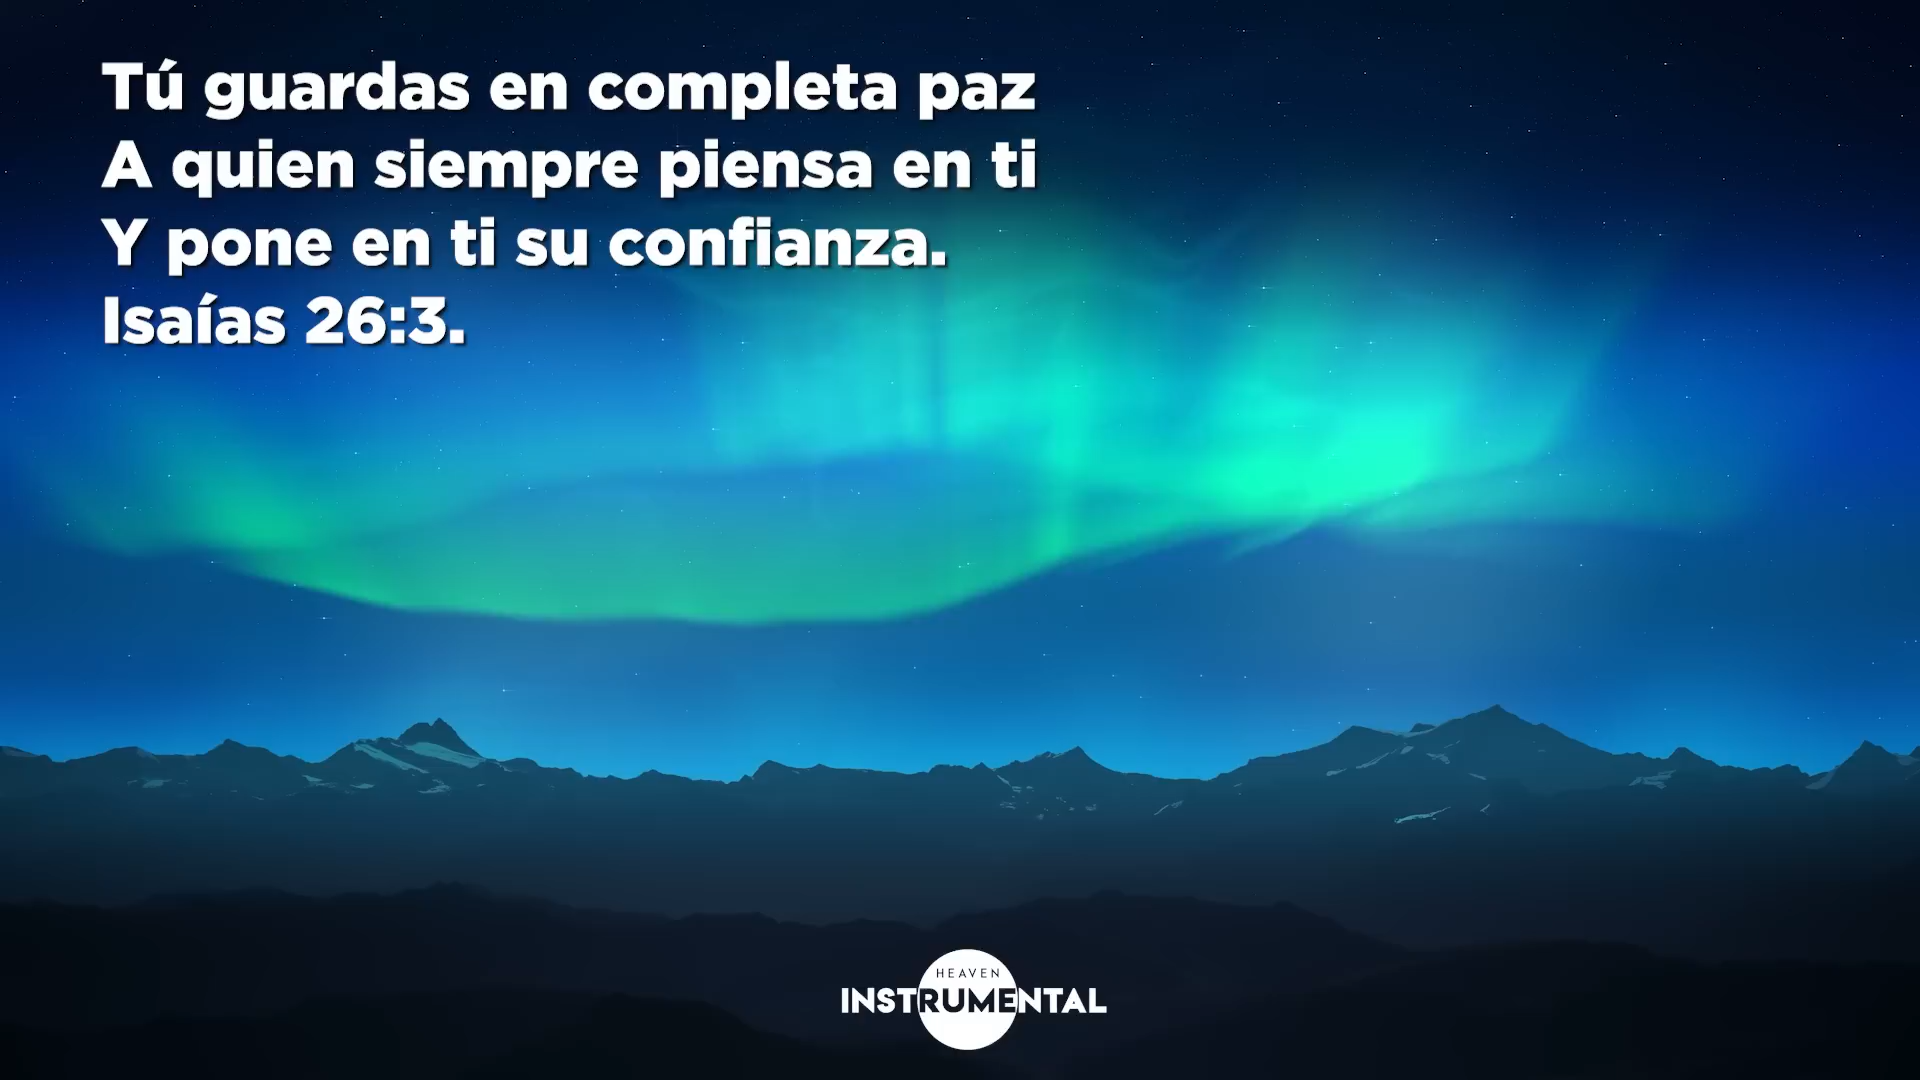 Tú guardas en completa paz
A quien siempre piensa en ti
Y pone en ti su confianza.
Isaías 26:3.
HEAVEN
INSTRUMENTAL